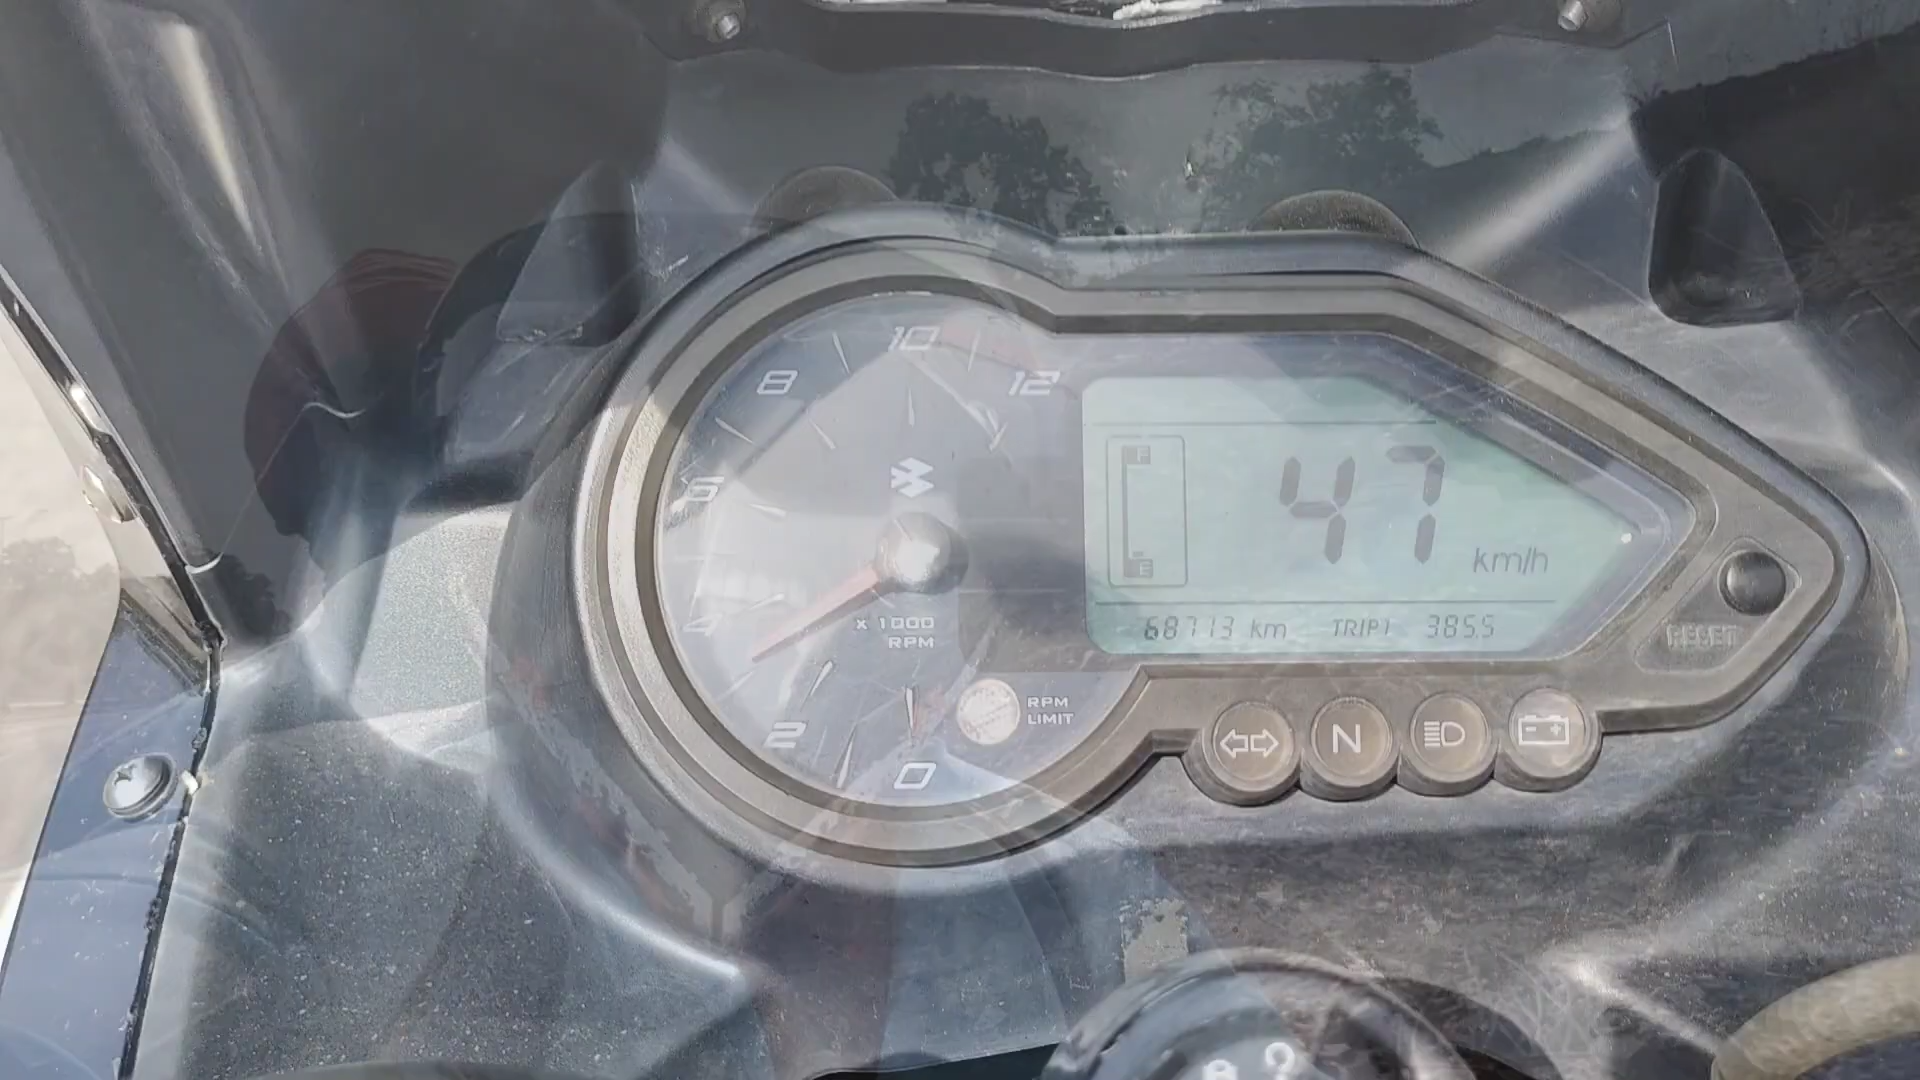 10
8
12
6
4
2
0
x 1000
RPM
RPM
LIMIT
F
E
47
km/h
68713 km TRIP1 385.5
RESET
N